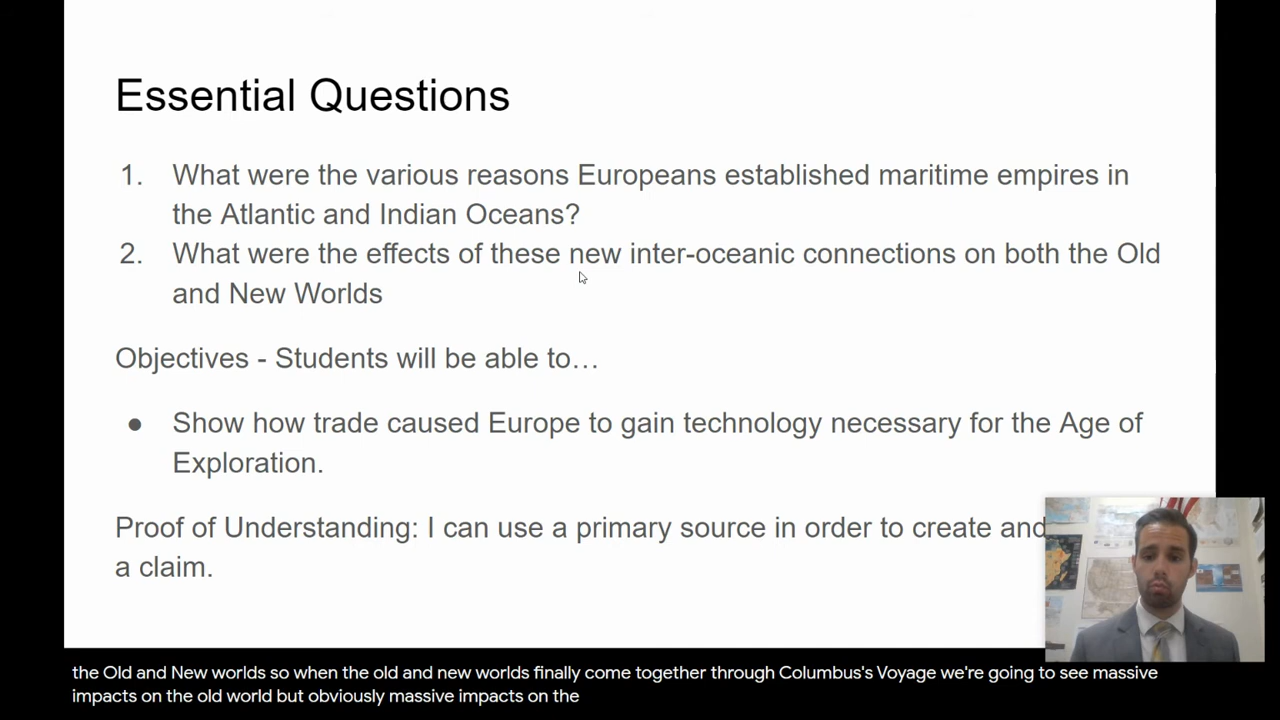 Essential Questions
1. What were the various reasons Europeans established maritime empires in
the Atlantic and Indian Oceans?
2. What were the effects of these new inter-oceanic connections on both the Old
and New Worlds
Objectives - Students will be able to…
● Show how trade caused Europe to gain technology necessary for the Age of
Exploration.
Proof of Understanding: I can use a primary source in order to create and
a claim.
the Old and New worlds so when the old and new worlds finally come together through Columbus's Voyage we're going to see massive
impacts on the old world but obviously massive impacts on the